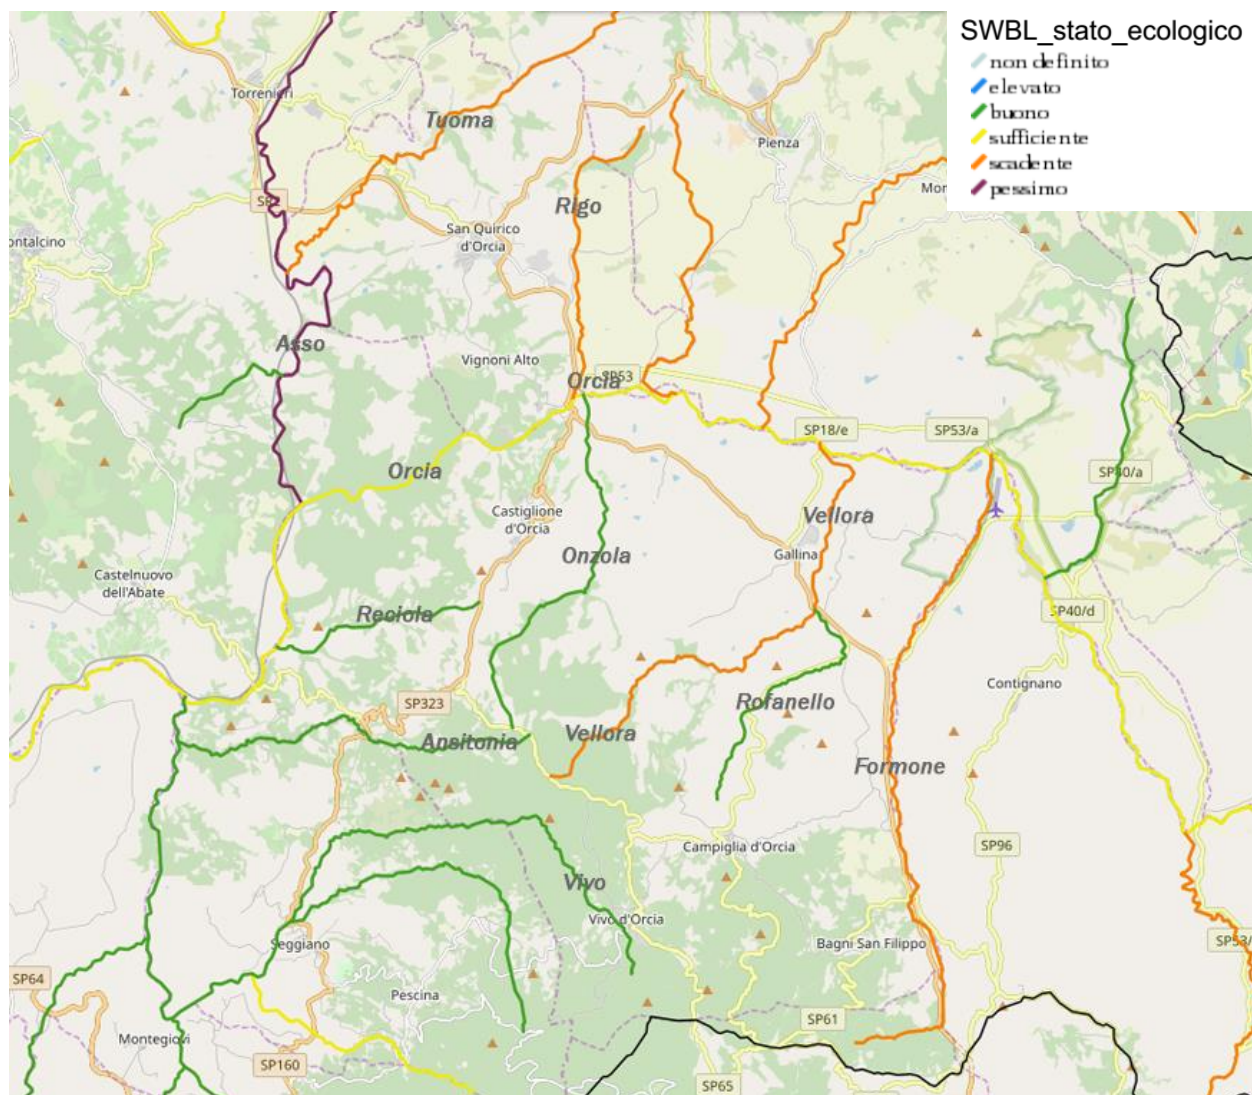 SWBL_stato_ecologico
non definito
elevato
buono
sufficiente
scadente
pessimo
Torrenieri
Tuoma
Pienza
Mon
SR2
Rigo
San Quirico
d'Orcia
ontalcino
Asso
Vignoni Alto
Orcia
SP53
SP18/e
SP53/a
Orcia
SP40/a
Castiglione
d'Orcia
Vellora
Gallina
Onzola
Castelnuovo
dell'Abate
Reciola
SP40/d
Contignano
SP323
Rofanello
Ansitonia
Vellora
Formone
Campiglia d'Orcia
SP96
Vivo
Vivo d'Orcia
Seggiano
Bagni San Filippo
SP53/
SP64
Pescina
SP61
Montegiovi
SP160
SP65